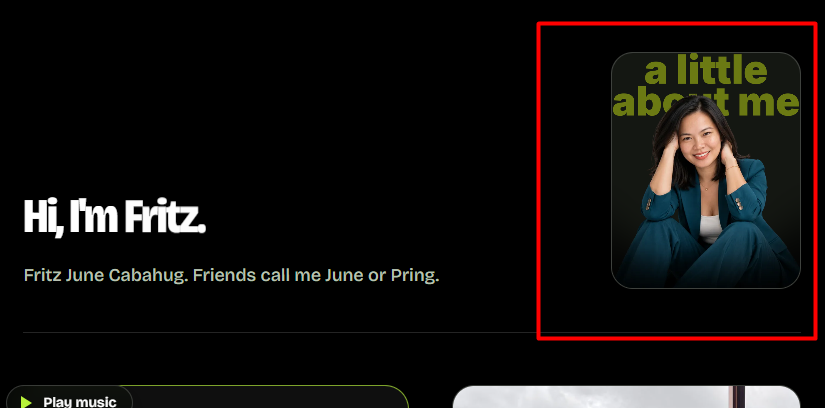 a little
about me
Hi, I'm Fritz.
Fritz June Cabahug. Friends call me June or Pring.
Play music